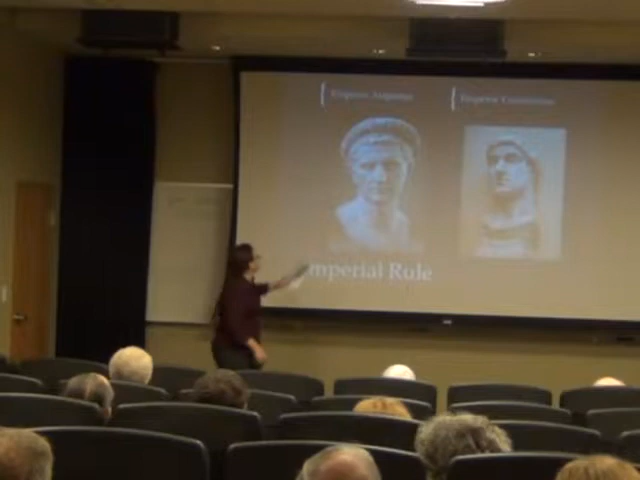 Emperor Augustus
Emperor Constantine
Imperial Rule